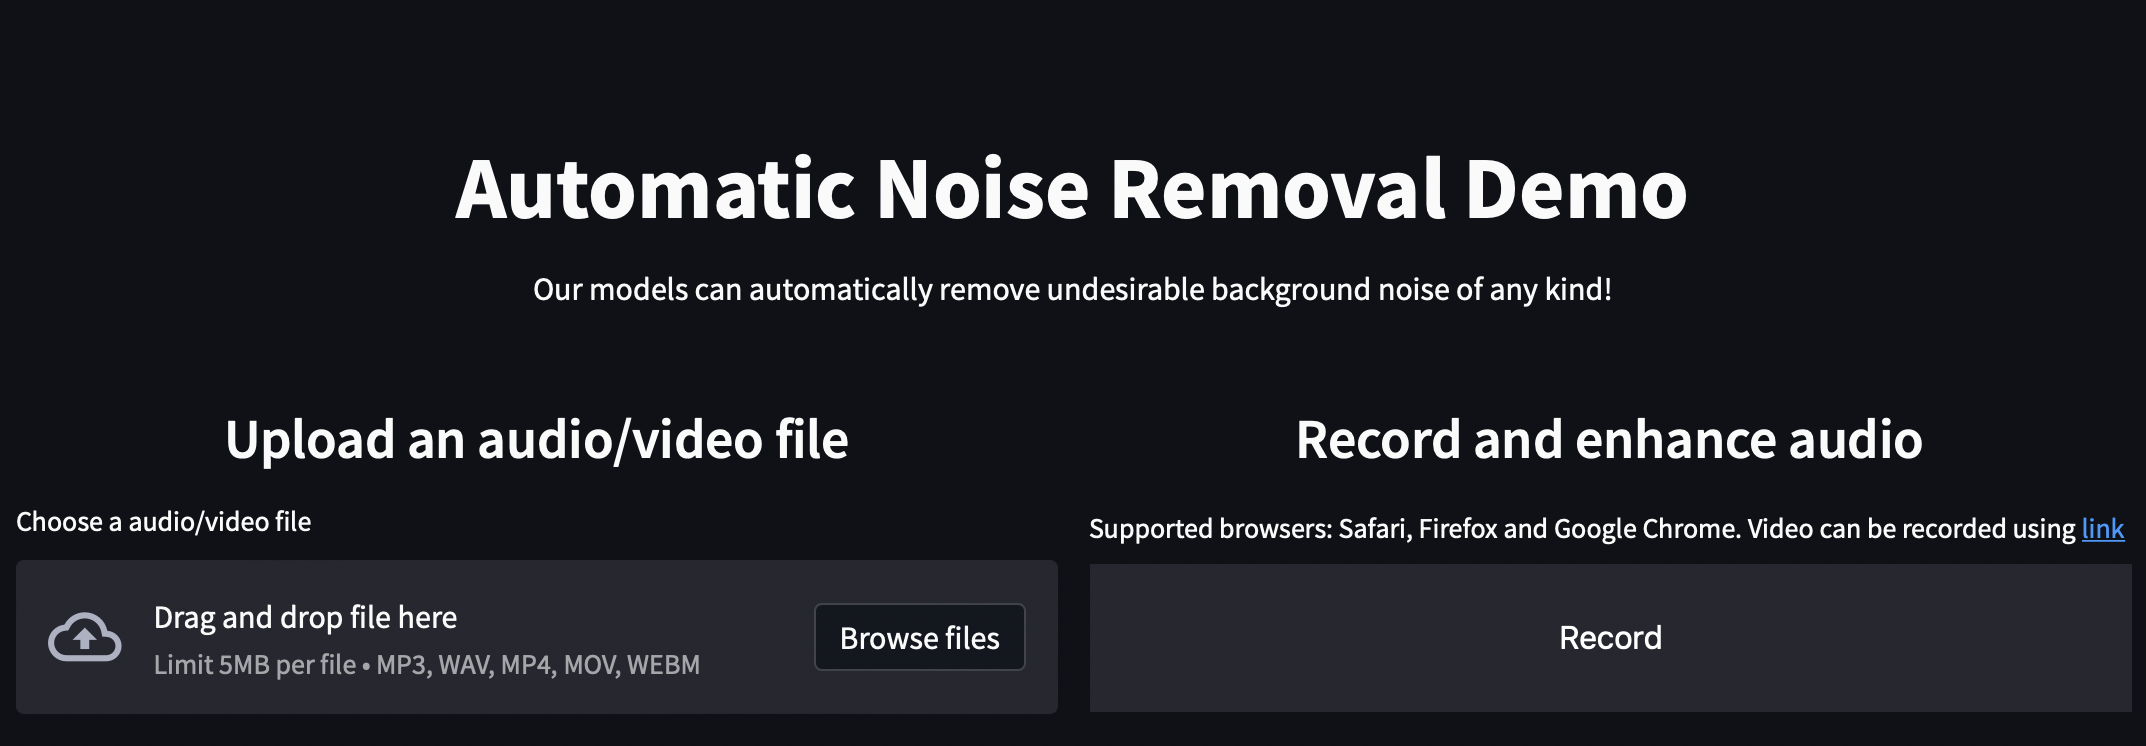 Automatic Noise Removal Demo
Our models can automatically remove undesirable background noise of any kind!
Upload an audio/video file
Choose a audio/video file
Drag and drop file here
Limit 5MB per file • MP3, WAV, MP4, MOV, WEBM
Browse files
Record and enhance audio
Supported browsers: Safari, Firefox and Google Chrome. Video can be recorded using link
Record